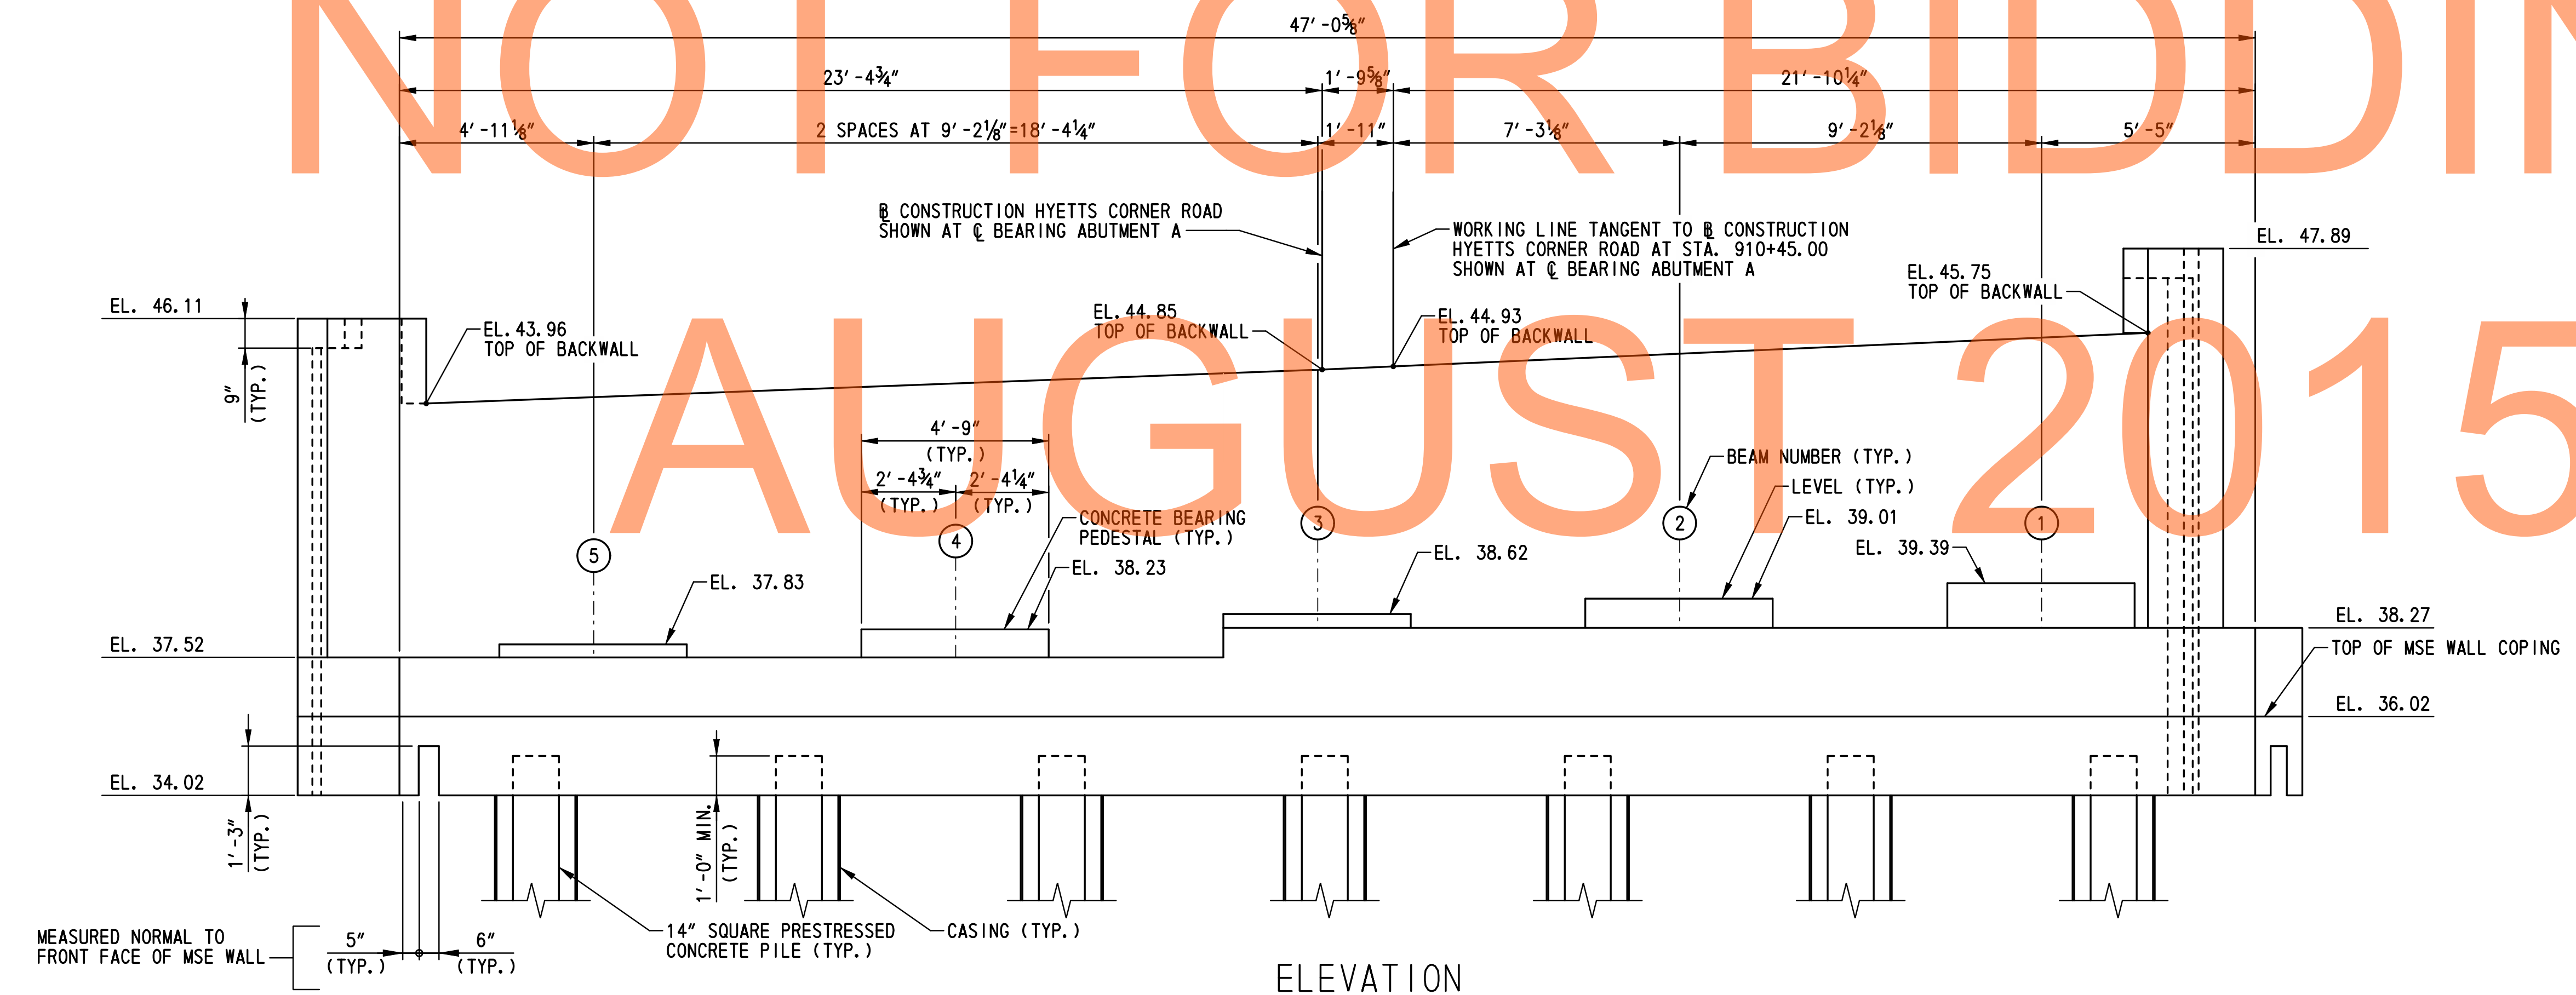 NOT FOR BIDDIN
AUGUST 2015
47'-0⅝"
23'-4¾"
1'-9⅝"
21'-10¼"
4'-11⅛"
2 SPACES AT 9'-2⅛"=18'-4¼"
1'-11"
7'-3⅛"
9'-2⅛"
5'-5"
℄ CONSTRUCTION HYETTS CORNER ROAD
SHOWN AT ℄ BEARING ABUTMENT A
WORKING LINE TANGENT TO ℄ CONSTRUCTION
HYETTS CORNER ROAD AT STA. 910+45.00
SHOWN AT ℄ BEARING ABUTMENT A
EL. 47.89
EL.45.75
TOP OF BACKWALL
EL. 46.11
EL.43.96
TOP OF BACKWALL
EL.44.85
TOP OF BACKWALL
EL.44.93
TOP OF BACKWALL
9"
(TYP.)
4'-9"
(TYP.)
2'-4¾"
(TYP.)
2'-4¼"
(TYP.)
BEAM NUMBER (TYP.)
LEVEL (TYP.)
EL. 39.01
EL. 39.39
CONCRETE BEARING
PEDESTAL (TYP.)
EL. 38.23
EL. 38.62
EL. 37.83
5
4
3
2
1
EL. 37.52
EL. 38.27
TOP OF MSE WALL COPING
EL. 36.02
EL. 34.02
1'-3"
(TYP.)
1'-0" MIN.
(TYP.)
14" SQUARE PRESTRESSED
CONCRETE PILE (TYP.)
CASING (TYP.)
MEASURED NORMAL TO
FRONT FACE OF MSE WALL
5"
(TYP.)
6"
(TYP.)
ELEVATION